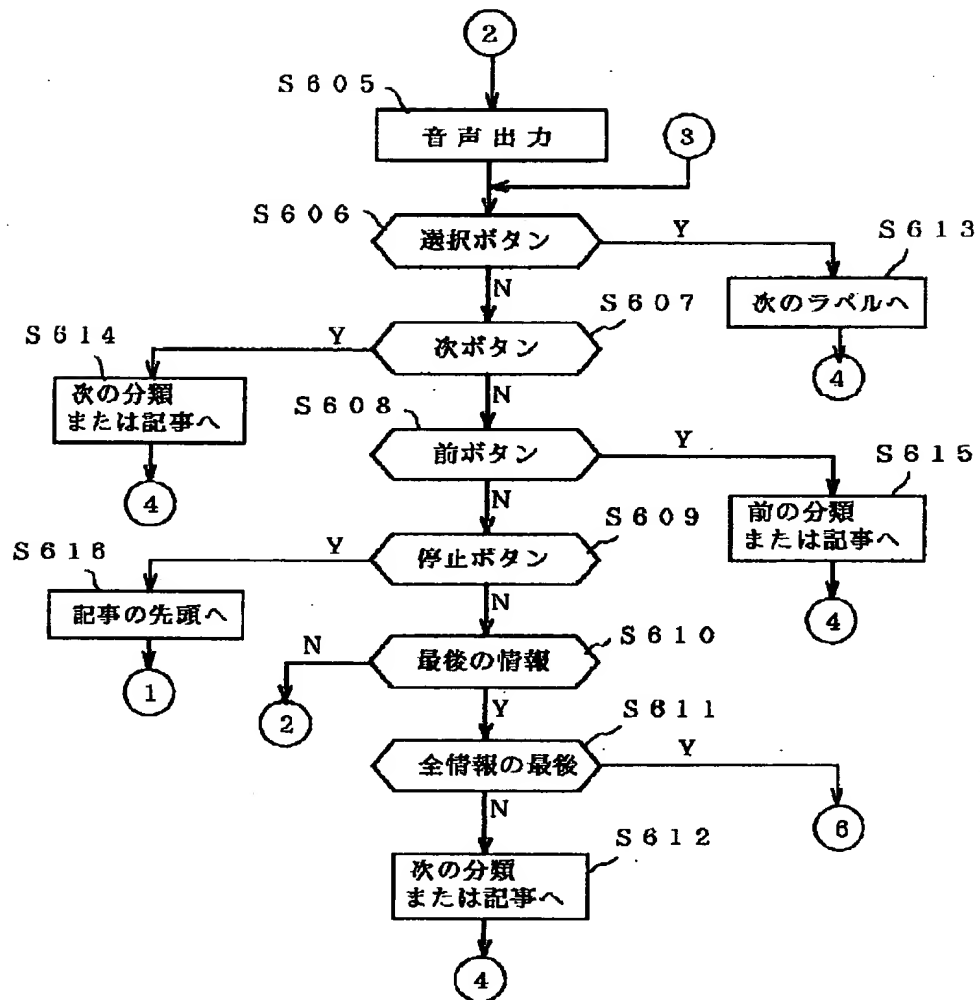 ②
Ｓ６０５
音声出力
③
Ｓ６０６
選択ボタン
Y
Ｓ６１３
次のラベルへ
④
N
Ｓ６０７
次ボタン
Y
Ｓ６１４
次の分類
または記事へ
④
N
Ｓ６０８
前ボタン
Y
Ｓ６１５
前の分類
または記事へ
④
N
Ｓ６０９
停止ボタン
Y
Ｓ６１６
記事の先頭へ
①
N
Ｓ６１０
最後の情報
N
②
Y
Ｓ６１１
全情報の最後
Y
⑥
N
Ｓ６１２
次の分類
または記事へ
④